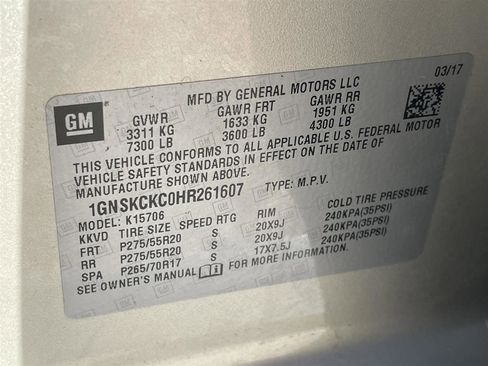 MFD BY GENERAL MOTORS LLC
03/17
GM
GVWR GAWR FRT GAWR RR
3311 KG 1633 KG 1951 KG
7300 LB 3600 LB 4300 LB
THIS VEHICLE CONFORMS TO ALL APPLICABLE U.S. FEDERAL MOTOR
VEHICLE SAFETY STANDARDS IN EFFECT ON THE DATE OF
MANUFACTURE SHOWN ABOVE.
1GNSKCKC0HR261607 TYPE: M.P.V.
MODEL: K15706
KKVD TIRE SIZE SPEED RTG RIM COLD TIRE PRESSURE
FRT P275/55R20 S 20X9J 240KPA(35PSI)
RR P275/55R20 S 20X9J 240KPA(35PSI)
SPA P265/70R17 S 17X7.5J 240KPA(35PSI)
SEE OWNER'S MANUAL FOR MORE INFORMATION.